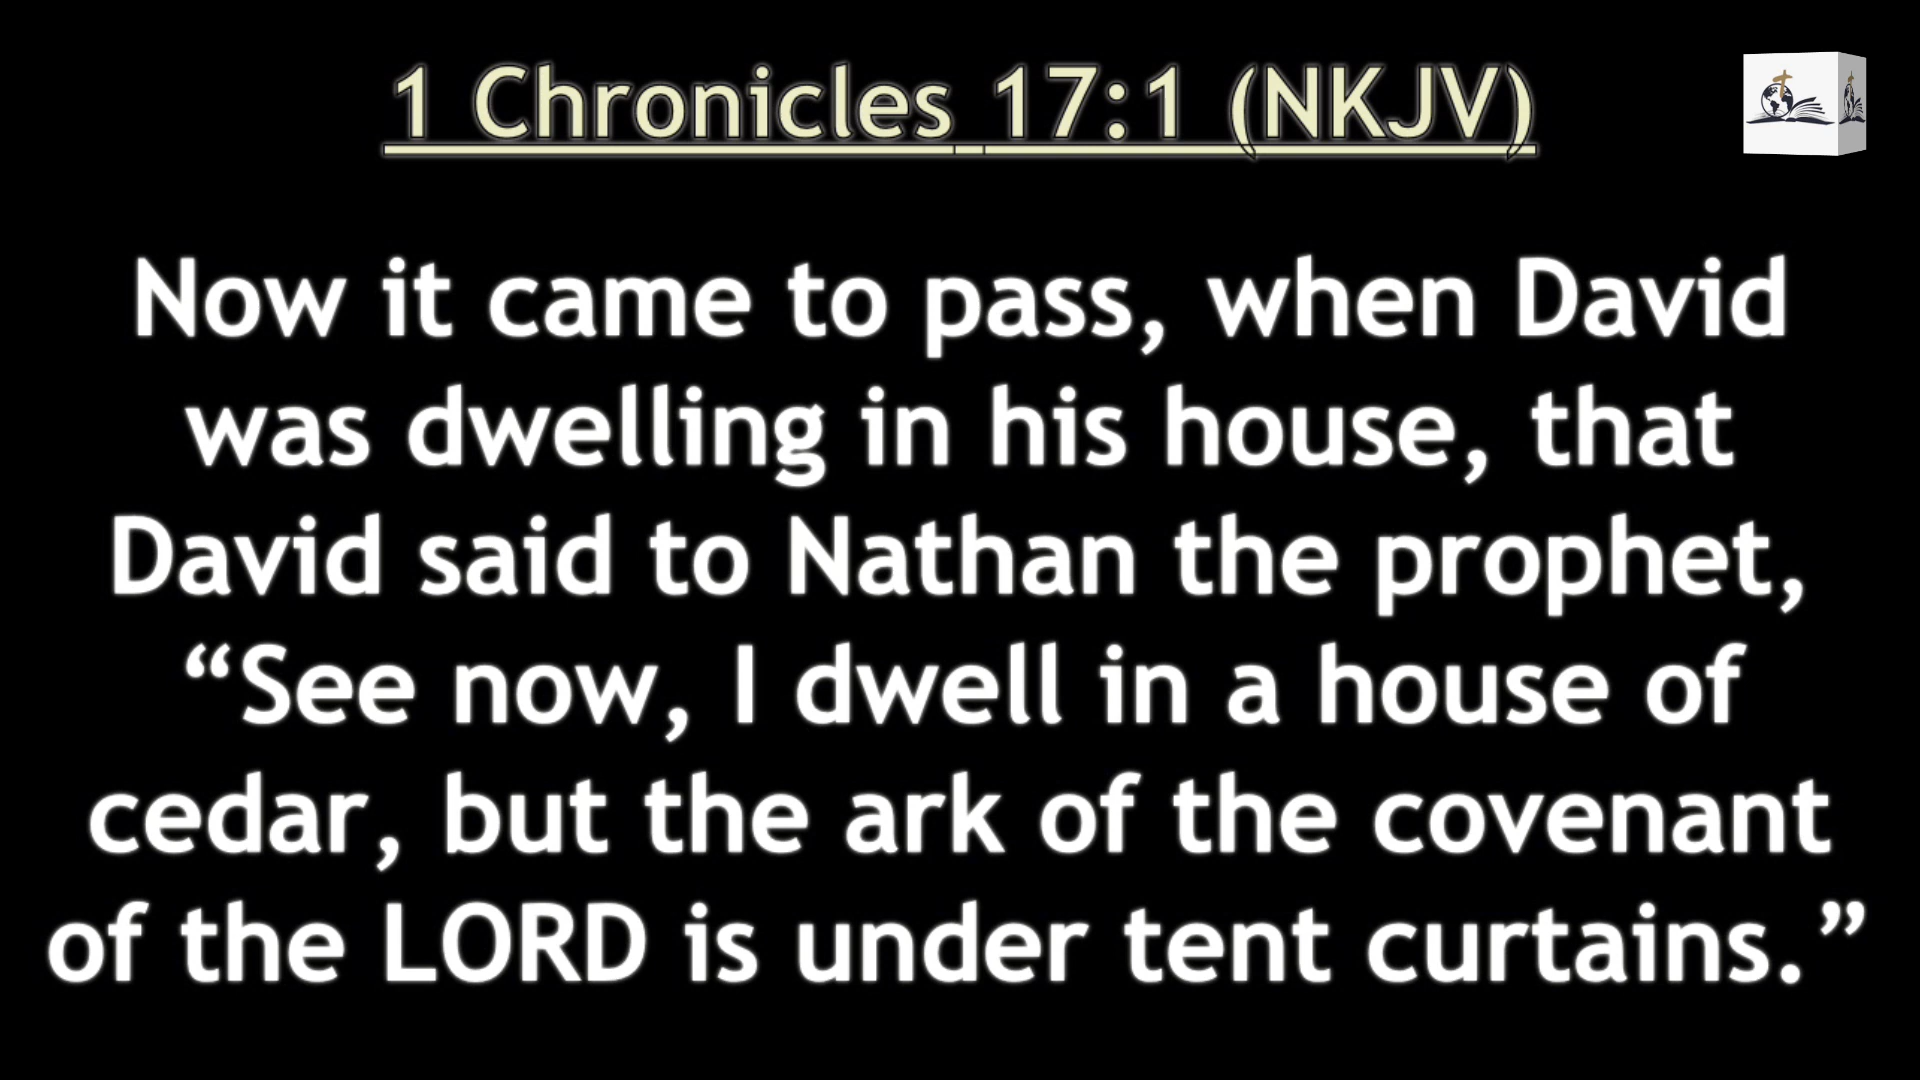 1 Chronicles 17:1 (NKJV)
Now it came to pass, when David
was dwelling in his house, that
David said to Nathan the prophet,
“See now, I dwell in a house of
cedar, but the ark of the covenant
of the LORD is under tent curtains.”